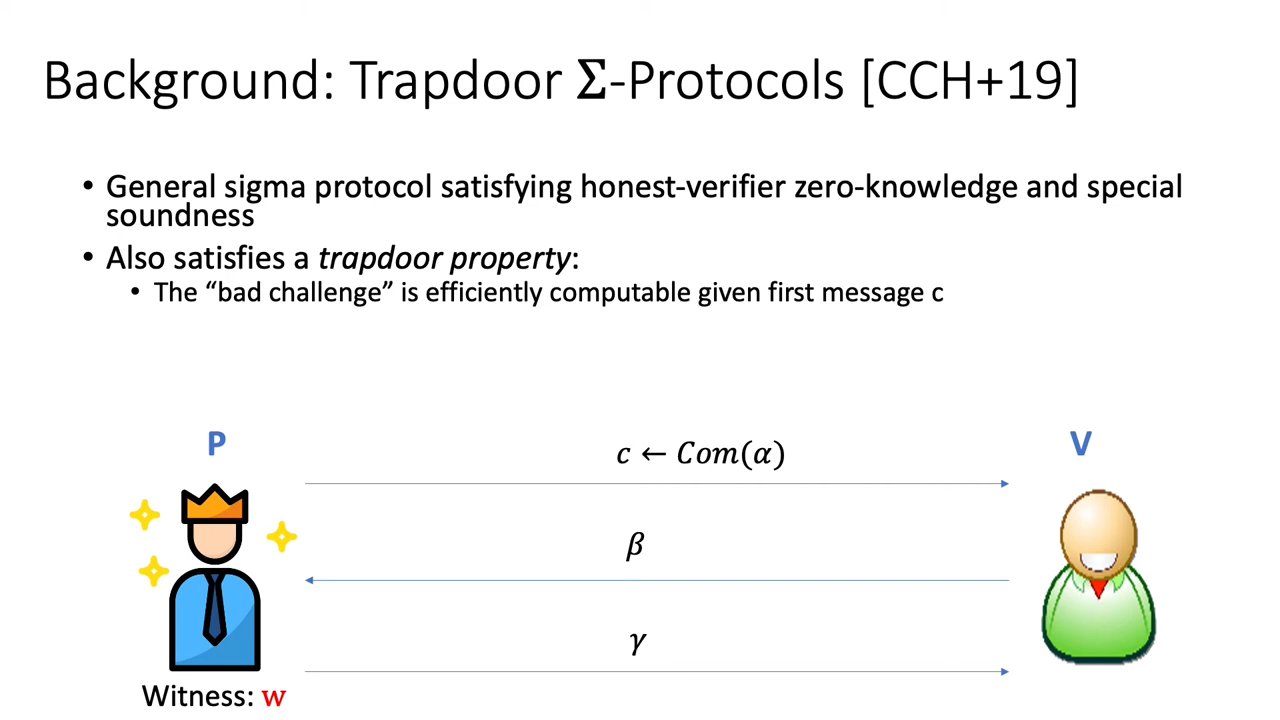 Background: Trapdoor Σ-Protocols [CCH+19]
• General sigma protocol satisfying honest-verifier zero-knowledge and special
soundness
• Also satisfies a trapdoor property:
• The “bad challenge” is efficiently computable given first message c
P
c ← Com(α)
V
β
γ
Witness: w